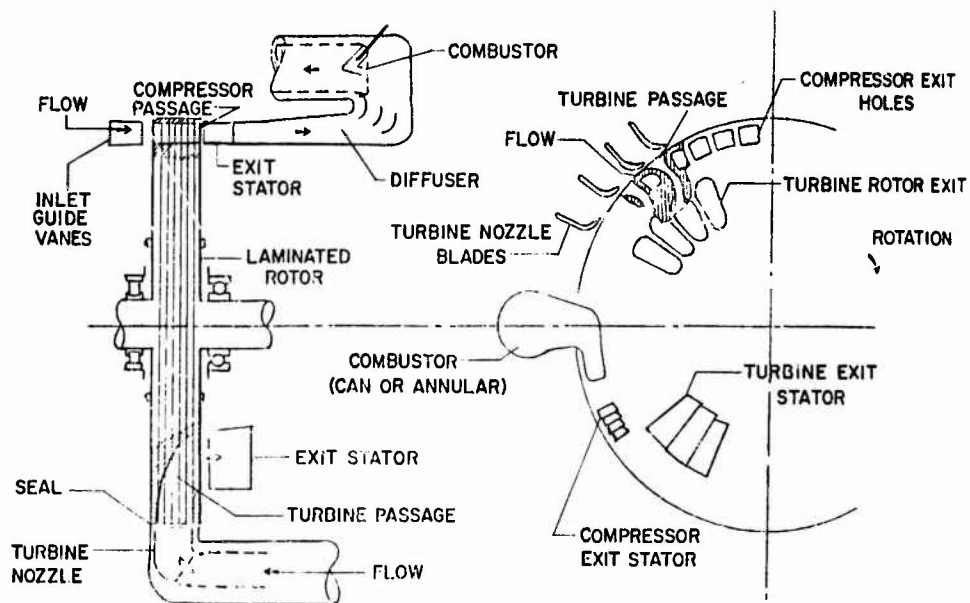 COMBUSTOR
COMPRESSOR
PASSAGE
FLOW
EXIT
STATOR
DIFFUSER
INLET
GUIDE
VANES
LAMINATED
ROTOR
EXIT STATOR
SEAL
TURBINE PASSAGE
TURBINE
NOZZLE
FLOW
TURBINE PASSAGE
COMPRESSOR EXIT
HOLES
FLOW
TURBINE ROTOR EXIT
TURBINE NOZZLE
BLADES
ROTATION
COMBUSTOR
(CAN OR ANNULAR)
TURBINE EXIT
STATOR
COMPRESSOR
EXIT STATOR